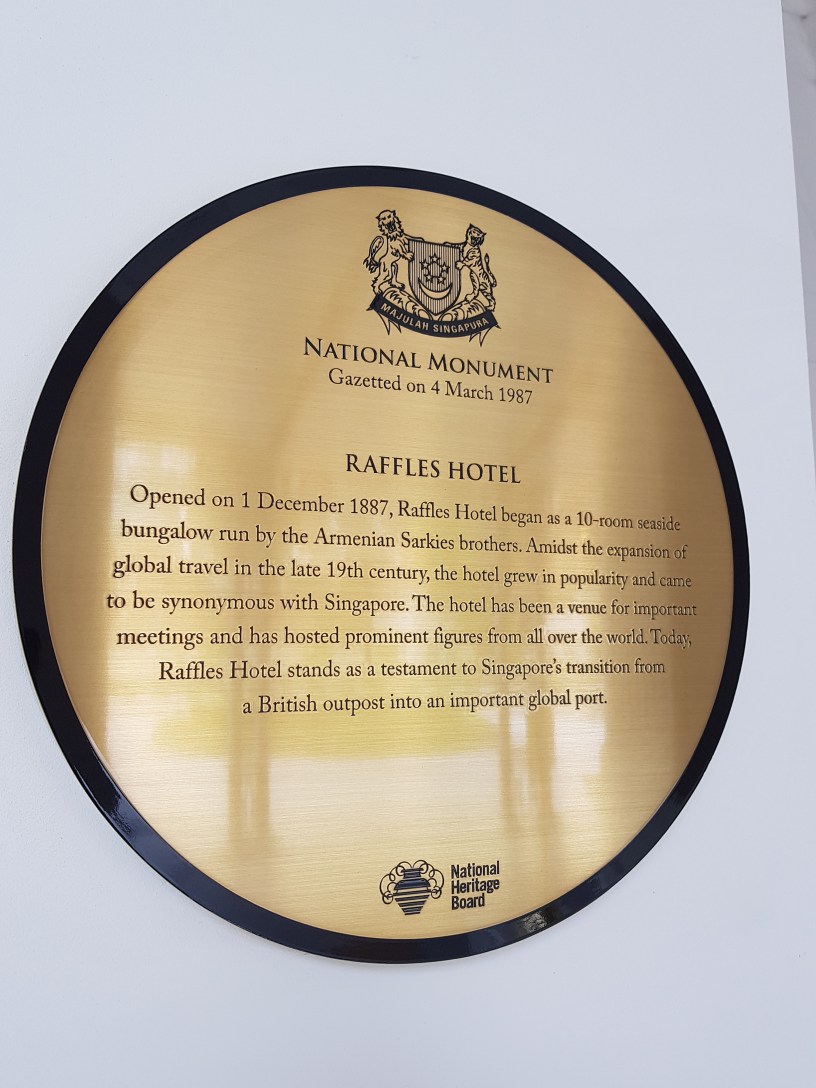 MAJULAH SINGAPURA
NATIONAL MONUMENT
Gazetted on 4 March 1987
RAFFLES HOTEL
Opened on 1 December 1887, Raffles Hotel began as a 10-room seaside
bungalow run by the Armenian Sarkies brothers. Amidst the expansion of
global travel in the late 19th century, the hotel grew in popularity and came
to be synonymous with Singapore. The hotel has been a venue for important
meetings and has hosted prominent figures from all over the world. Today,
Raffles Hotel stands as a testament to Singapore's transition from
a British outpost into an important global port.
National
Heritage
Board